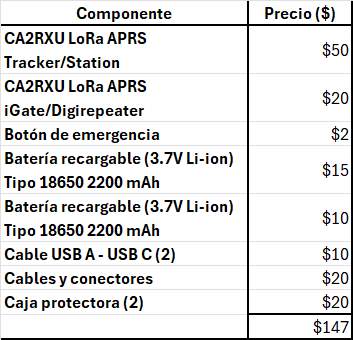 Componente Precio ($)
CA2RXU LoRa APRS
Tracker/Station $50
CA2RXU LoRa APRS
iGate/Digirepeater $20
Botón de emergencia $2
Batería recargable (3.7V Li-ion)
Tipo 18650 2200 mAh $15
Batería recargable (3.7V Li-ion)
Tipo 18650 2200 mAh $10
Cable USB A - USB C (2) $10
Cables y conectores $20
Caja protectora (2) $20
$147